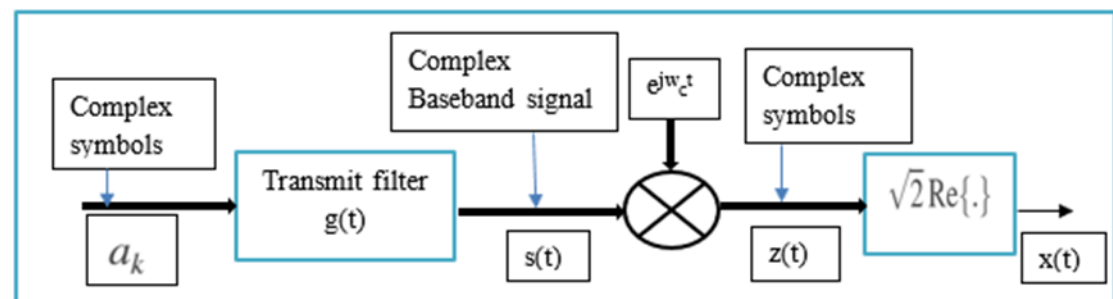 Complex
symbols
a_k
Transmit filter
g(t)
Complex
Baseband signal
s(t)
e^{jw_c t}
Complex
symbols
z(t)
√2 Re{.}
x(t)